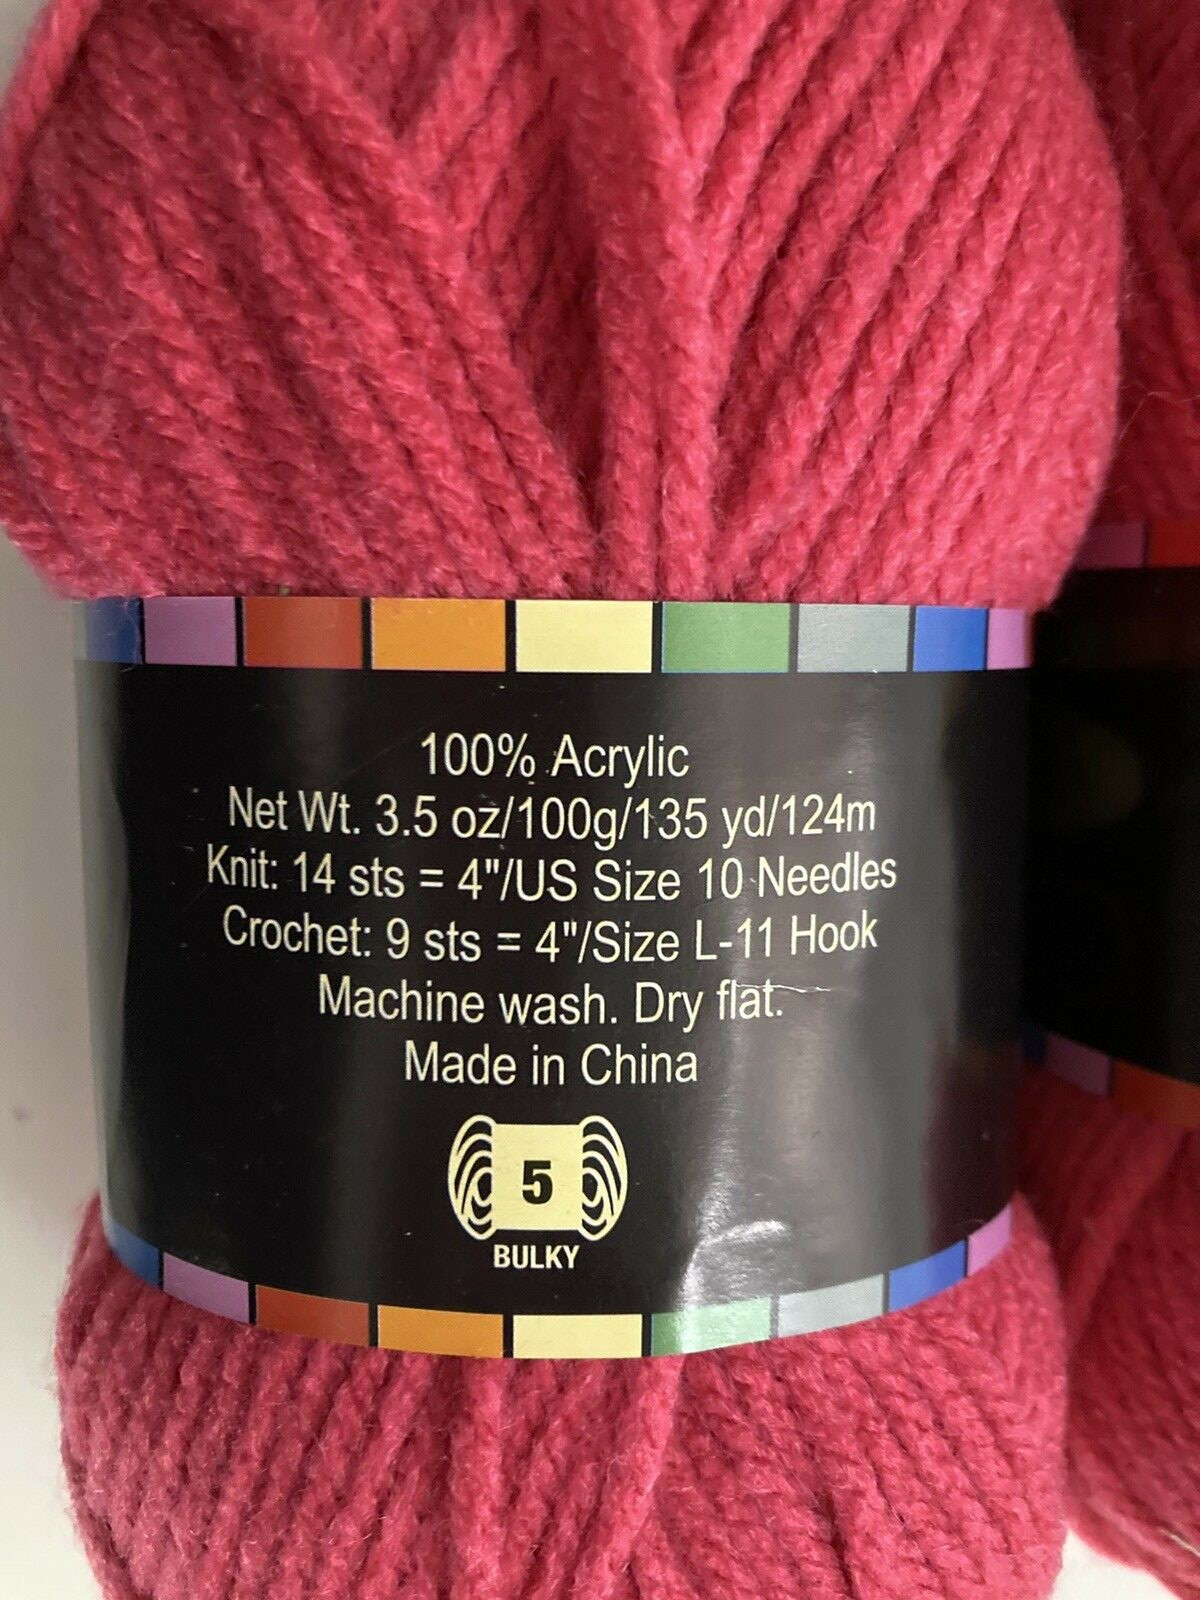 100% Acrylic
Net Wt. 3.5 oz/100g/135 yd/124m
Knit: 14 sts = 4"/US Size 10 Needles
Crochet: 9 sts = 4"/Size L-11 Hook
Machine wash. Dry flat.
Made in China
5
BULKY